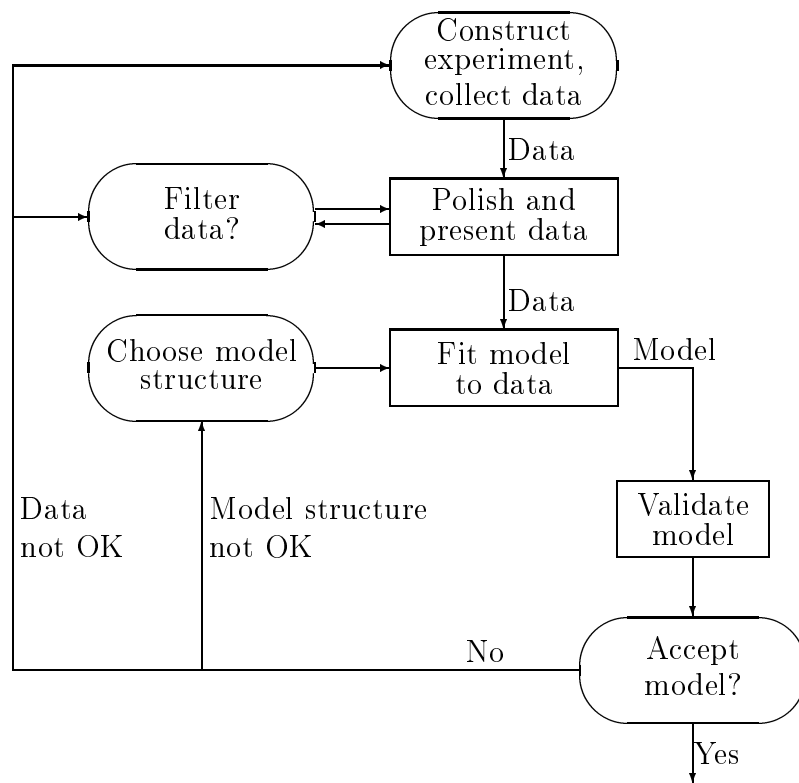 Construct
experiment,
collect data
Data
Filter
data?
Polish and
present data
Data
Choose model
structure
Fit model
to data
Model
Data
not OK
Model structure
not OK
Validate
model
No
Accept
model?
Yes